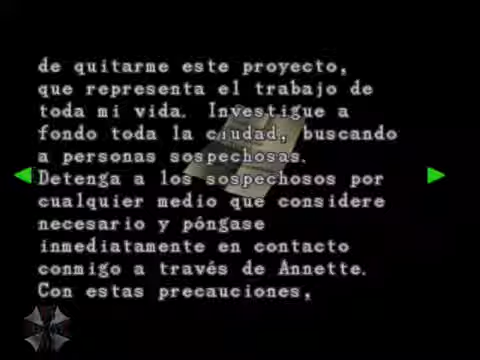 de quitarme este proyecto,
que representa el trabajo de
toda mi vida. Investigue a
fondo toda la ciudad, buscando
a personas sospechosas.
Detenga a los sospechosos por
cualquier medio que considere
necesario y póngase
inmediatamente en contacto
conmigo a través de Annette.
Con estas precauciones,